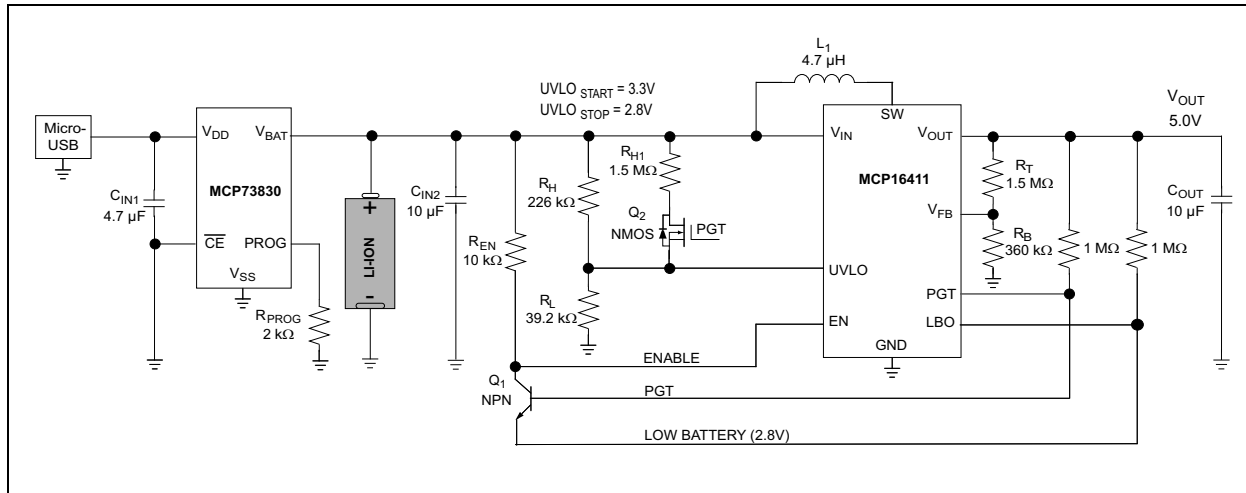 L1
4.7 µH
UVLO START = 3.3V
UVLO STOP = 2.8V
VOUT
5.0V
Micro-
USB
VDD
VBAT
MCP73830
CE
PROG
VSS
CIN1
4.7 µF
RPROG
2 kΩ
+
LI-ION
-
CIN2
10 µF
REN
10 kΩ
RH
226 kΩ
RH1
1.5 MΩ
Q2
NMOS
PGT
RL
39.2 kΩ
SW
VIN
VOUT
MCP16411
VFB
UVLO
EN
PGT
LBO
GND
RT
1.5 MΩ
RB
360 kΩ
1 MΩ
1 MΩ
COUT
10 µF
ENABLE
Q1
NPN
PGT
LOW BATTERY (2.8V)